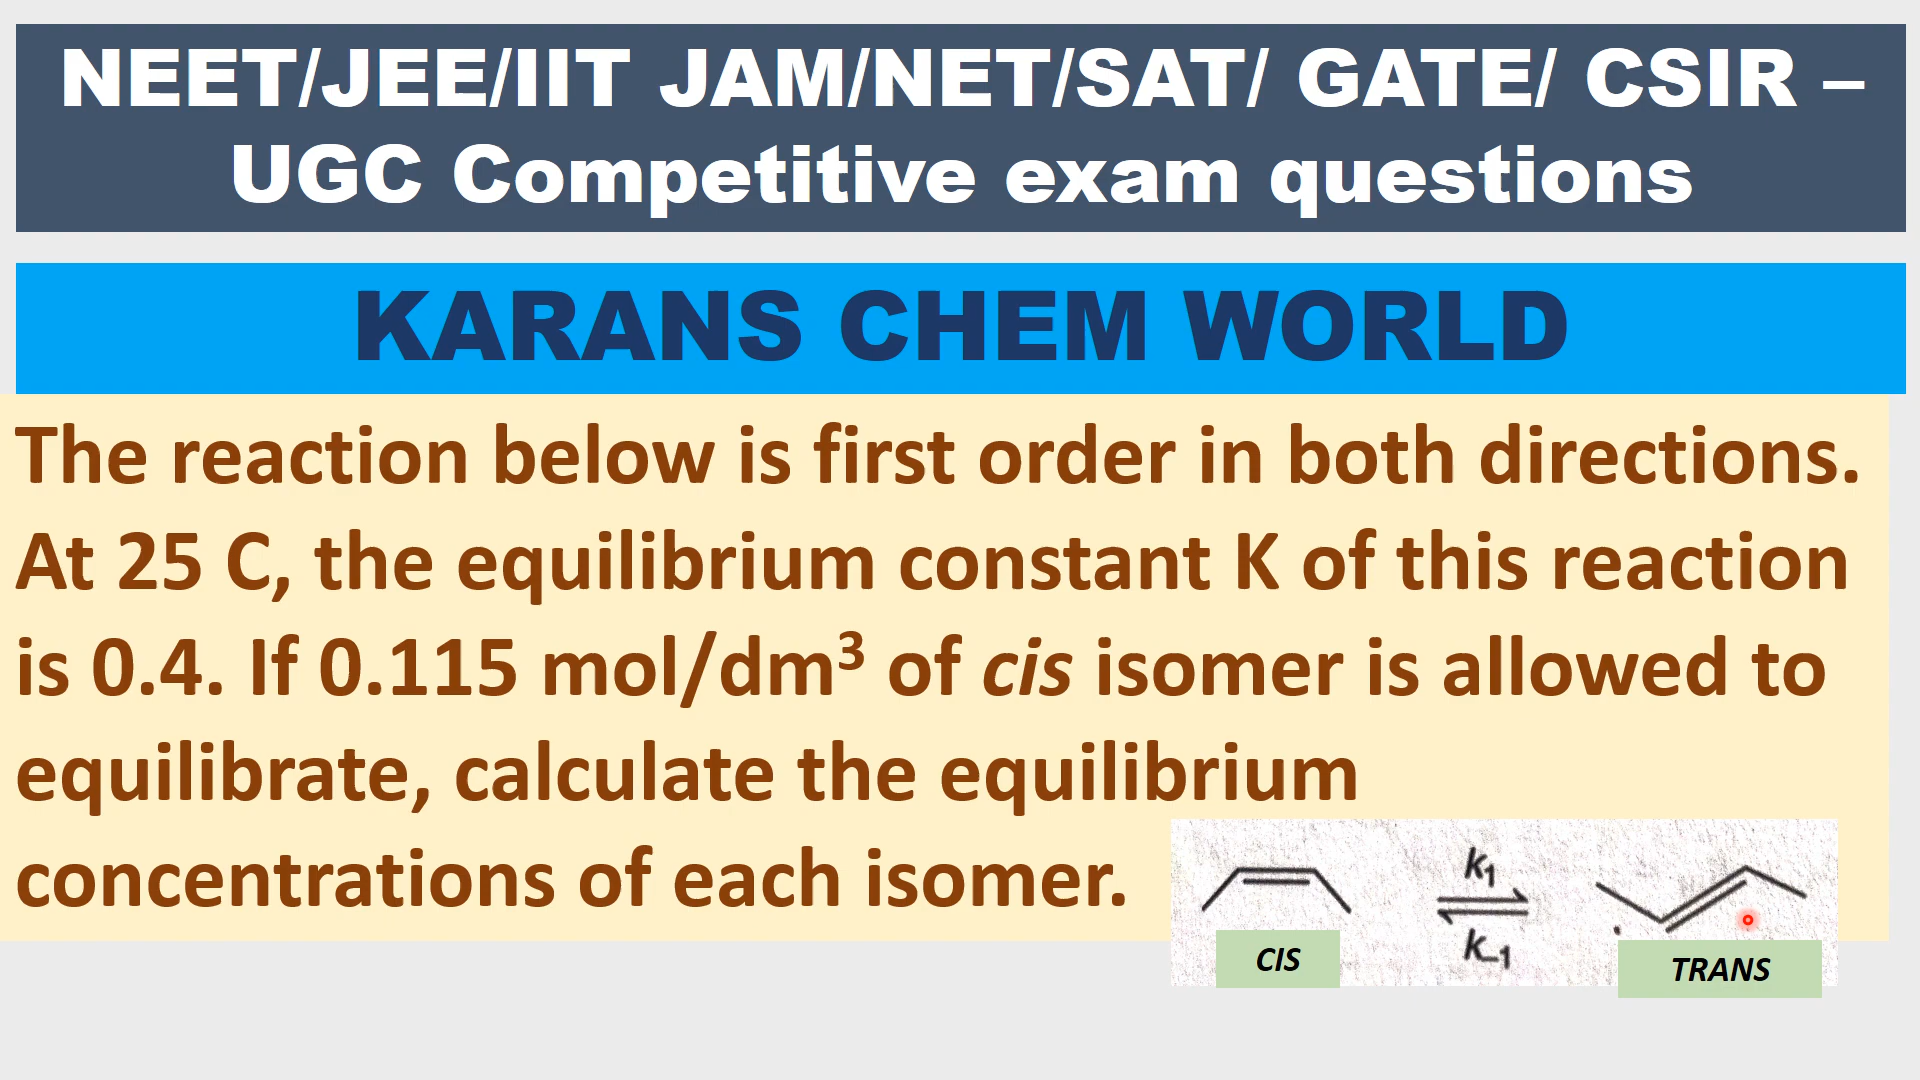 NEET/JEE/IIT JAM/NET/SAT/ GATE/ CSIR –
UGC Competitive exam questions
KARANS CHEM WORLD
The reaction below is first order in both directions.
At 25 C, the equilibrium constant K of this reaction
is 0.4. If 0.115 mol/dm³ of cis isomer is allowed to
equilibrate, calculate the equilibrium
concentrations of each isomer.
k₁
k₋₁
CIS
TRANS